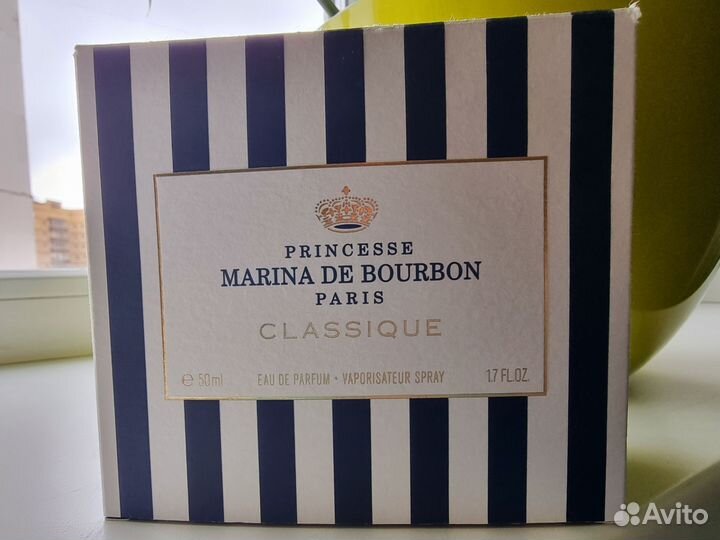 PRINCESSE
MARINA DE BOURBON
PARIS
CLASSIQUE
℮ 50ml EAU DE PARFUM • VAPORISATEUR SPRAY 1.7 FL.OZ.
Avito